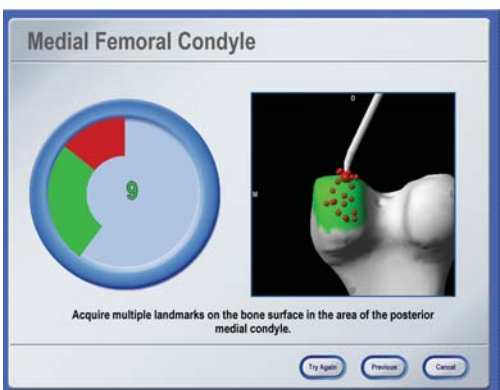 Medial Femoral Condyle
D
9
M
Acquire multiple landmarks on the bone surface in the area of the posterior
medial condyle.
Try Again Previous Cancel